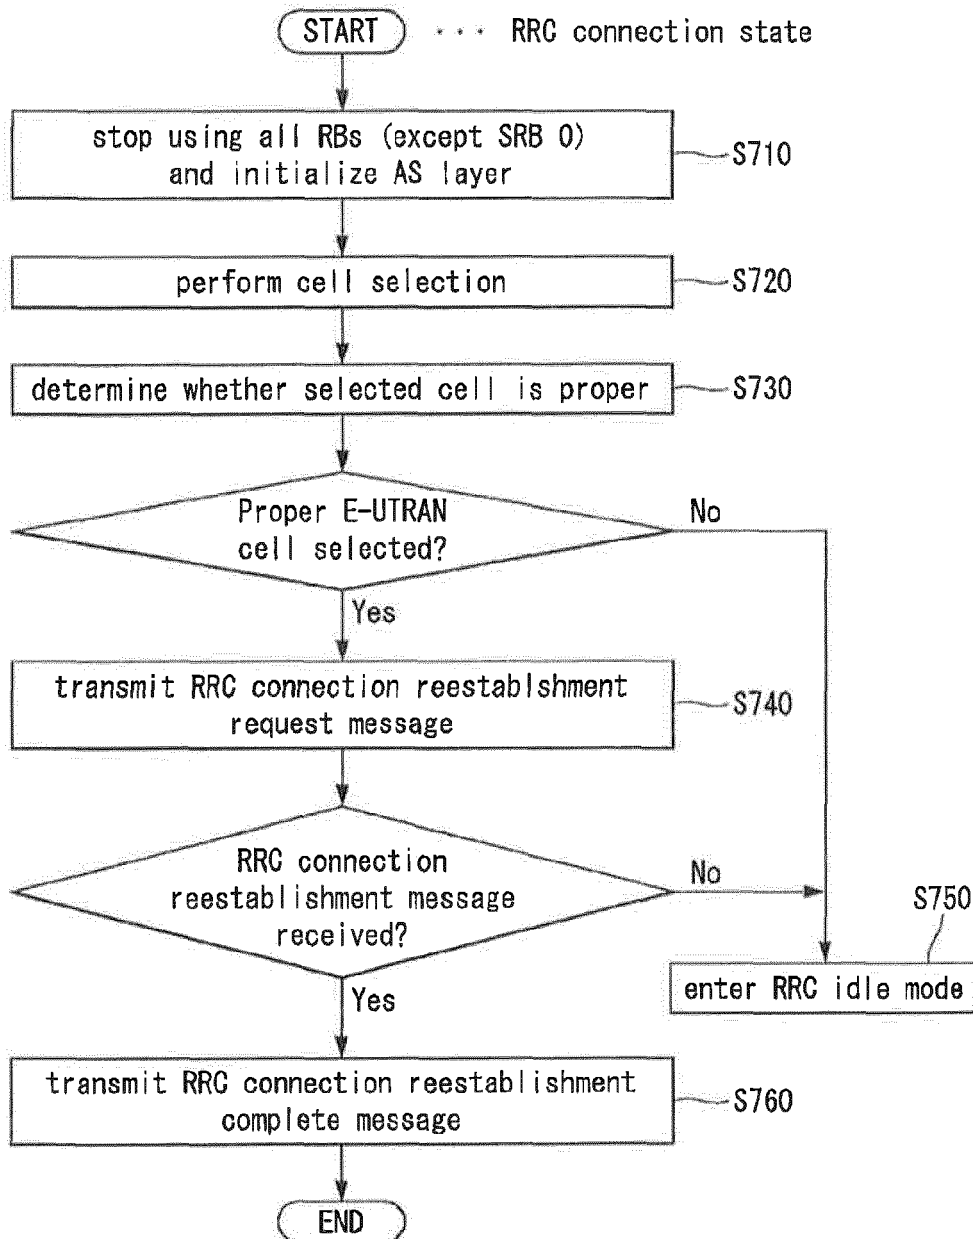 START ... RRC connection state
stop using all RBs (except SRB 0)
and initialize AS layer
S710
perform cell selection
S720
determine whether selected cell is proper
S730
Proper E-UTRAN
cell selected?
No
Yes
transmit RRC connection reestablshment
request message
S740
RRC connection
reestablishment message
received?
No
Yes
S750
enter RRC idle mode
transmit RRC connection reestablishment
complete message
S760
END